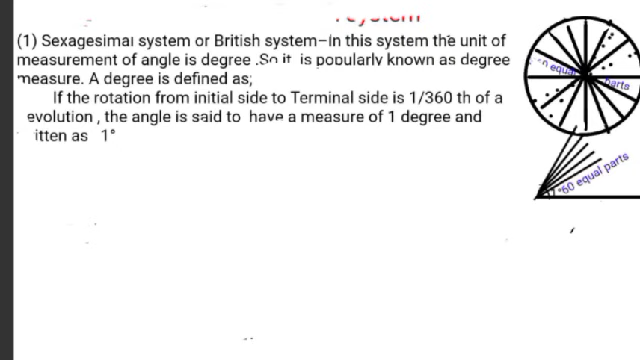 (1) Sexagesimal system or British system–In this system the unit of
measurement of angle is degree .So it is popularly known as degree
measure. A degree is defined as;
If the rotation from initial side to Terminal side is 1/360 th of a
evolution , the angle is said to have a measure of 1 degree and
itten as 1°
equal parts
60 equal parts